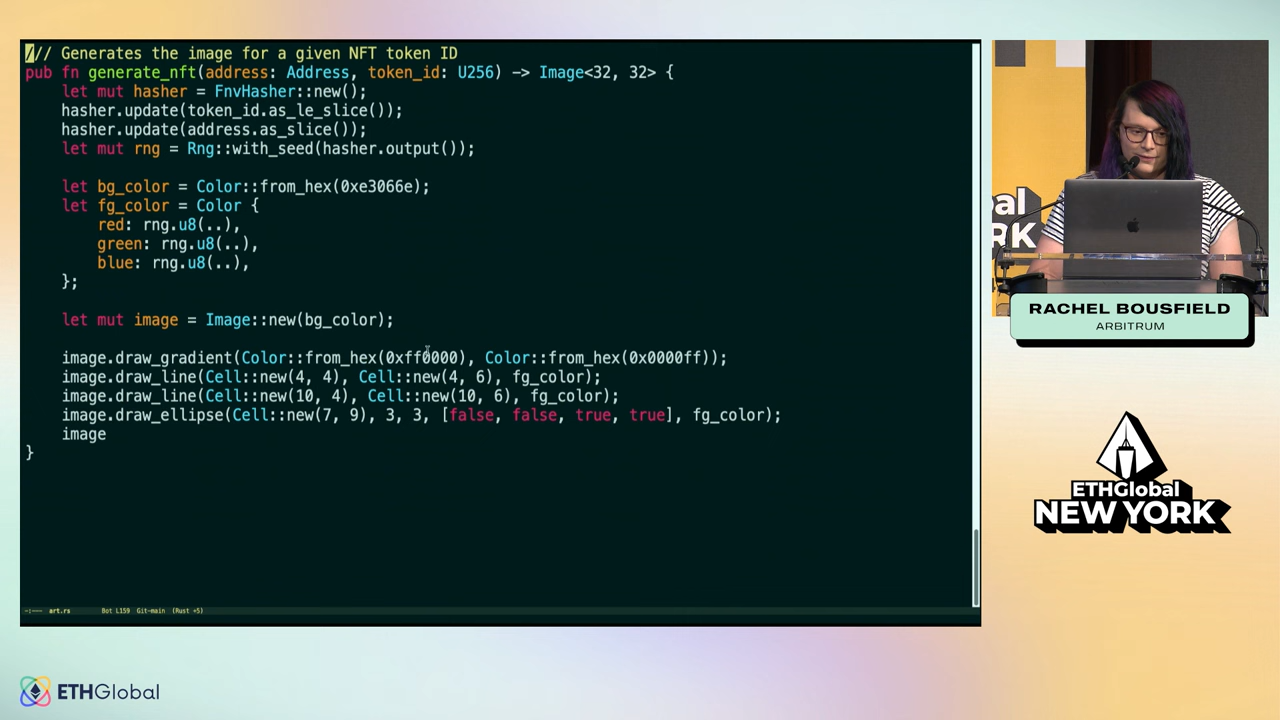 /// Generates the image for a given NFT token ID
pub fn generate_nft(address: Address, token_id: U256) -> Image<32, 32> {
    let mut hasher = FnvHasher::new();
    hasher.update(token_id.as_le_slice());
    hasher.update(address.as_slice());
    let mut rng = Rng::with_seed(hasher.output());

    let bg_color = Color::from_hex(0xe3066e);
    let fg_color = Color {
        red: rng.u8(..),
        green: rng.u8(..),
        blue: rng.u8(..),
    };

    let mut image = Image::new(bg_color);

    image.draw_gradient(Color::from_hex(0xff0000), Color::from_hex(0x0000ff));
    image.draw_line(Cell::new(4, 4), Cell::new(4, 6), fg_color);
    image.draw_line(Cell::new(10, 4), Cell::new(10, 6), fg_color);
    image.draw_ellipse(Cell::new(7, 9), 3, 3, [false, false, true, true], fg_color);
    image
}
-:--- art.rs Bot L159 Git-main (Rust +5)
bal
RK
RACHEL BOUSFIELD
ARBITRUM
ETHGlobal
NEW YORK
ETHGlobal